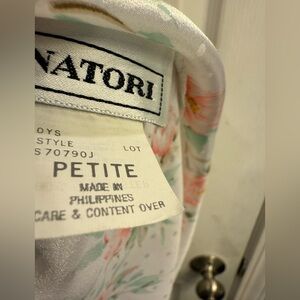 NATORI
OYS
STYLE LOT
S70790J
PETITE
MADE IN
PHILIPPINES
CARE & CONTENT OVER